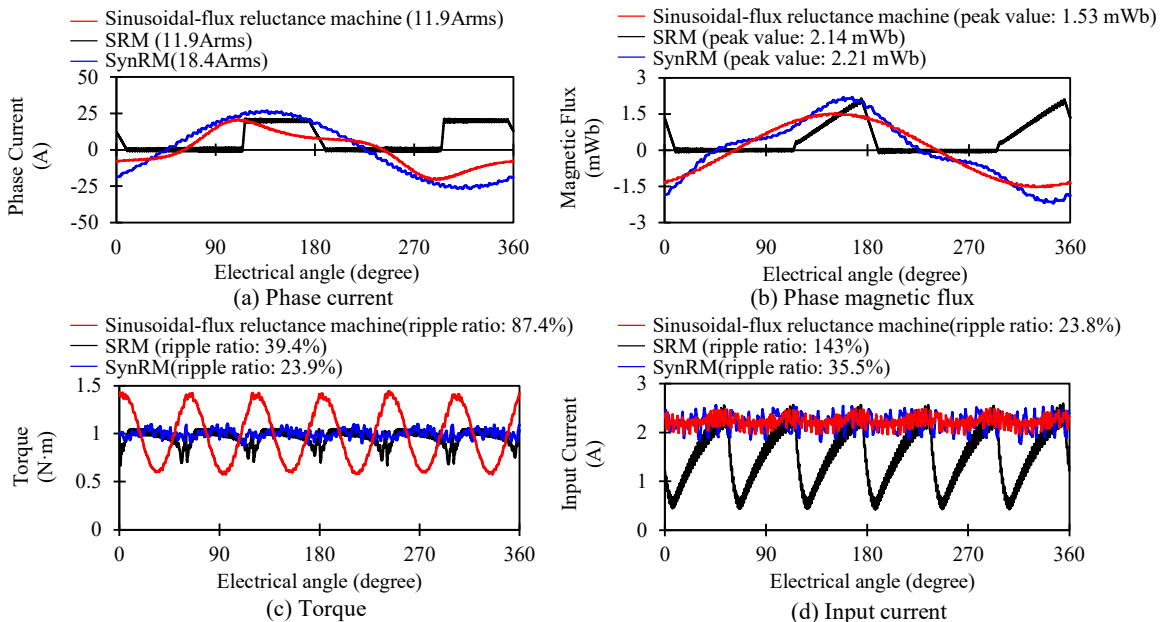 Sinusoidal-flux reluctance machine (11.9Arms)
SRM (11.9Arms)
SynRM(18.4Arms)
50
25
0
-25
-50
Phase Current
(A)
0
90
180
270
360
Electrical angle (degree)
(a) Phase current
Sinusoidal-flux reluctance machine (peak value: 1.53 mWb)
SRM (peak value: 2.14 mWb)
SynRM (peak value: 2.21 mWb)
3
1.5
0
-1.5
-3
Magnetic Flux
(mWb)
0
90
180
270
360
Electrical angle (degree)
(b) Phase magnetic flux
Sinusoidal-flux reluctance machine(ripple ratio: 87.4%)
SRM (ripple ratio: 39.4%)
SynRM(ripple ratio: 23.9%)
1.5
1
0.5
0
Torque
(N·m)
0
90
180
270
360
Electrical angle (degree)
(c) Torque
Sinusoidal-flux reluctance machine(ripple ratio: 23.8%)
SRM (ripple ratio: 143%)
SynRM(ripple ratio: 35.5%)
3
2
1
0
Input Current
(A)
0
90
180
270
360
Electrical angle (degree)
(d) Input current